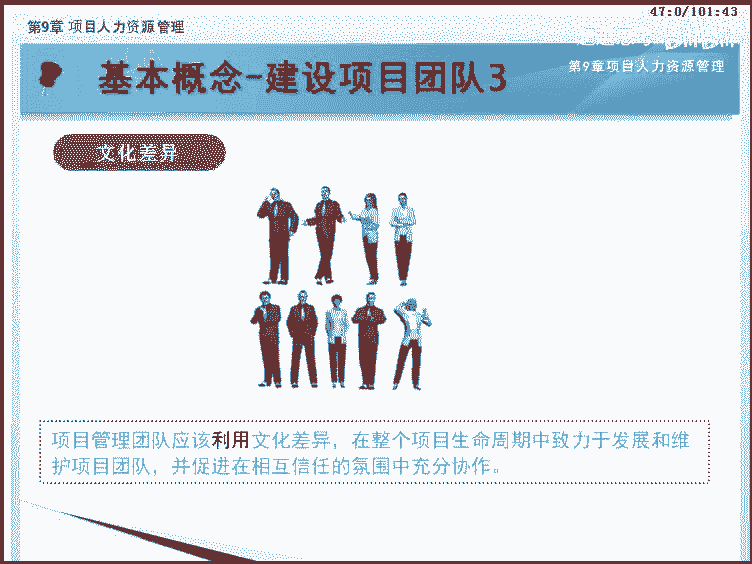 47:0/101:43
第9章 项目人力资源管理
基本概念-建设项目团队3
第9章项目人力资源管理
文化差异
项目管理团队应该利用文化差异，在整个项目生命周期中致力于发展和维
护项目团队，并促进在相互信任的氛围中充分协作。